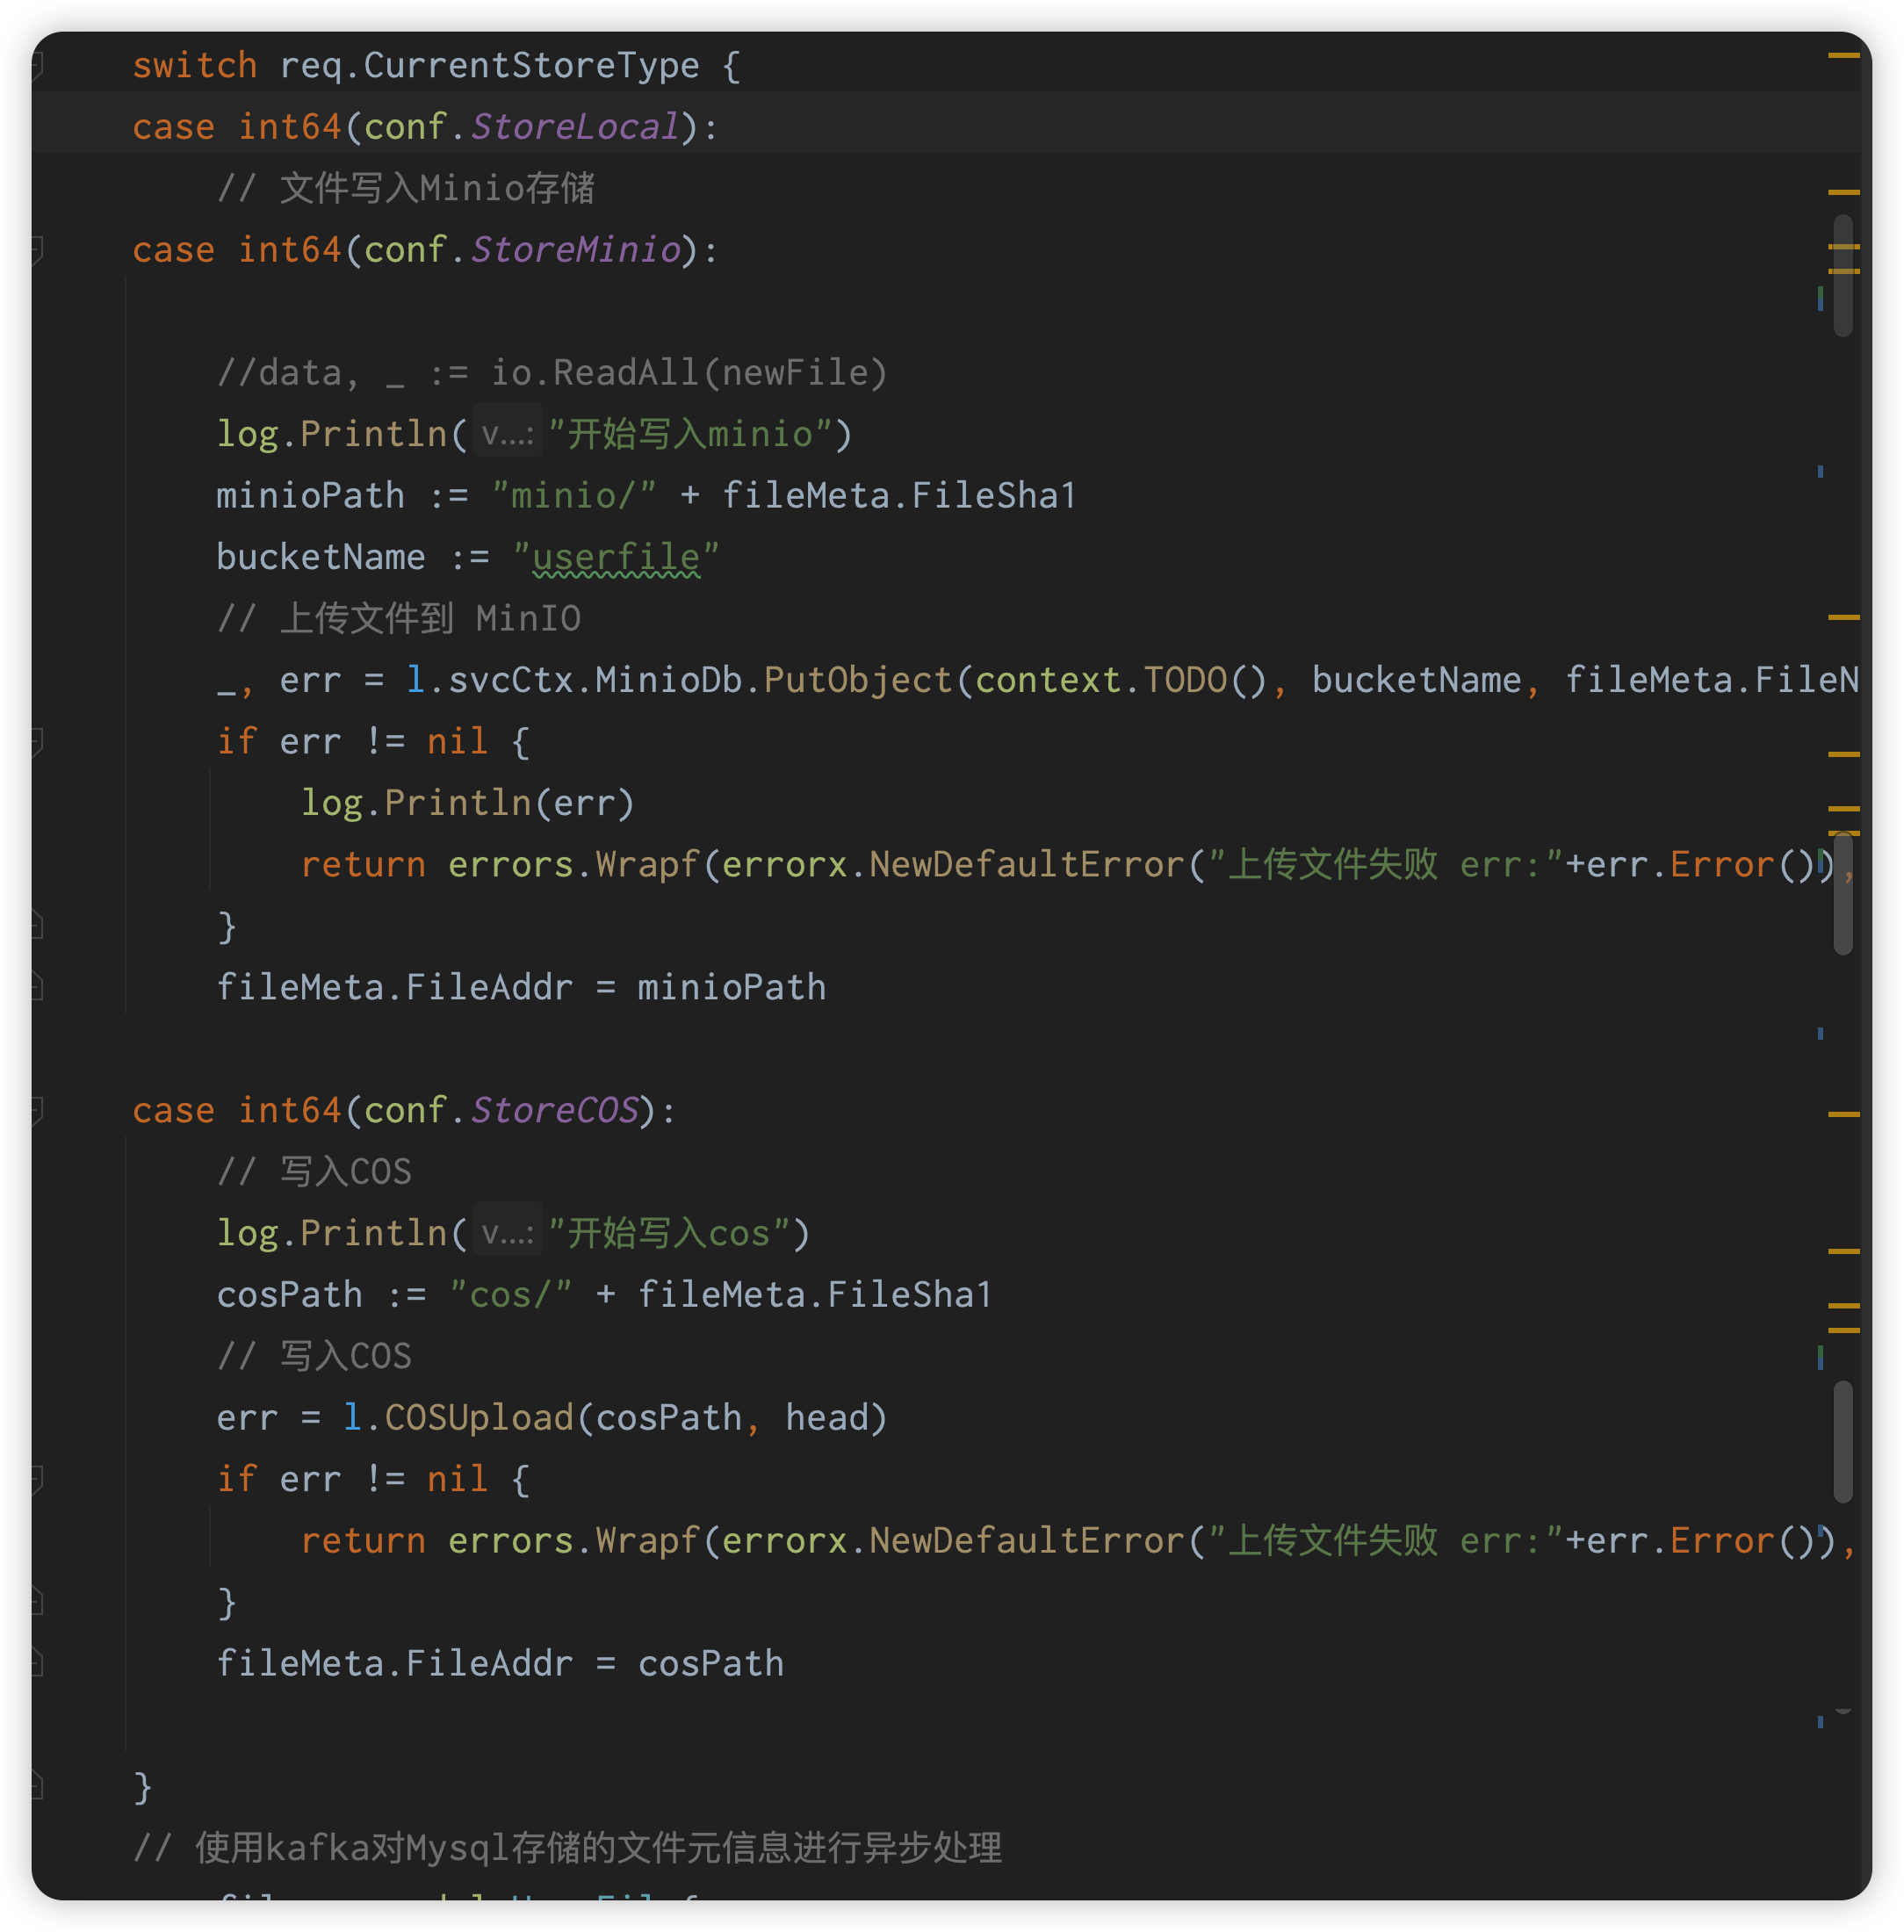 switch req.CurrentStoreType {
case int64(conf.StoreLocal):
// 文件写入Minio存储
case int64(conf.StoreMinio):
//data, _ := io.ReadAll(newFile)
log.Println( v...: "开始写入minio")
minioPath := "minio/" + fileMeta.FileSha1
bucketName := "userfile"
// 上传文件到 MinIO
_, err = l.svcCtx.MinioDb.PutObject(context.TODO(), bucketName, fileMeta.FileN
if err != nil {
log.Println(err)
return errors.Wrapf(errorx.NewDefaultError("上传文件失败 err:"+err.Error()),
}
fileMeta.FileAddr = minioPath
case int64(conf.StoreCOS):
// 写入COS
log.Println( v...: "开始写入cos")
cosPath := "cos/" + fileMeta.FileSha1
// 写入COS
err = l.COSUpload(cosPath, head)
if err != nil {
return errors.Wrapf(errorx.NewDefaultError("上传文件失败 err:"+err.Error()),
}
fileMeta.FileAddr = cosPath
}
// 使用kafka对Mysql存储的文件元信息进行异步处理